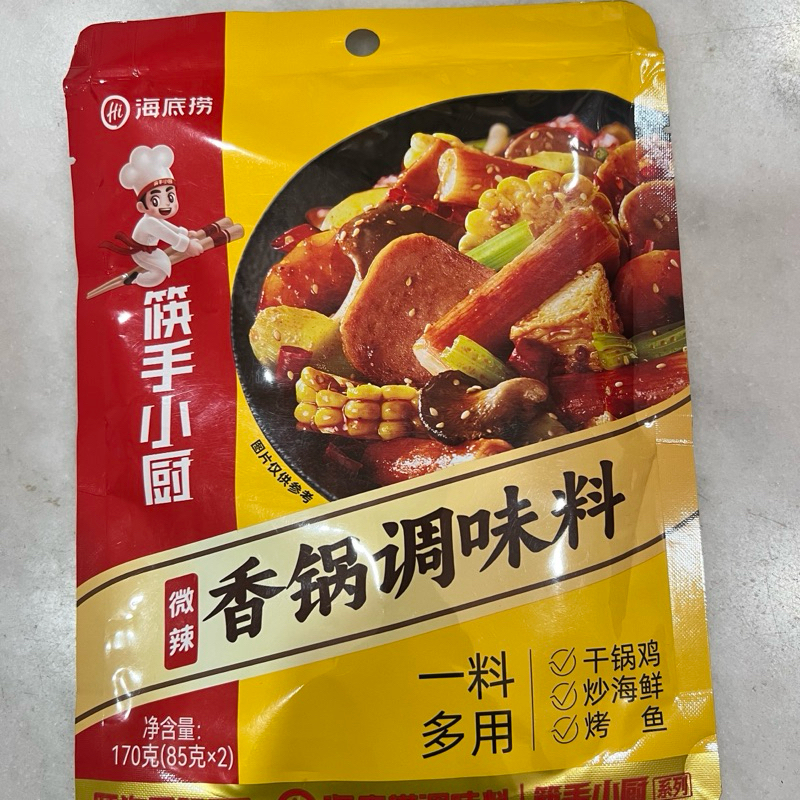 Hi 海底捞
筷手小厨
图片仅供参考
微辣
香锅调味料
一料
多用
干锅鸡
炒海鲜
烤 鱼
净含量:
170克(85克×2)
筷手小厨 系列